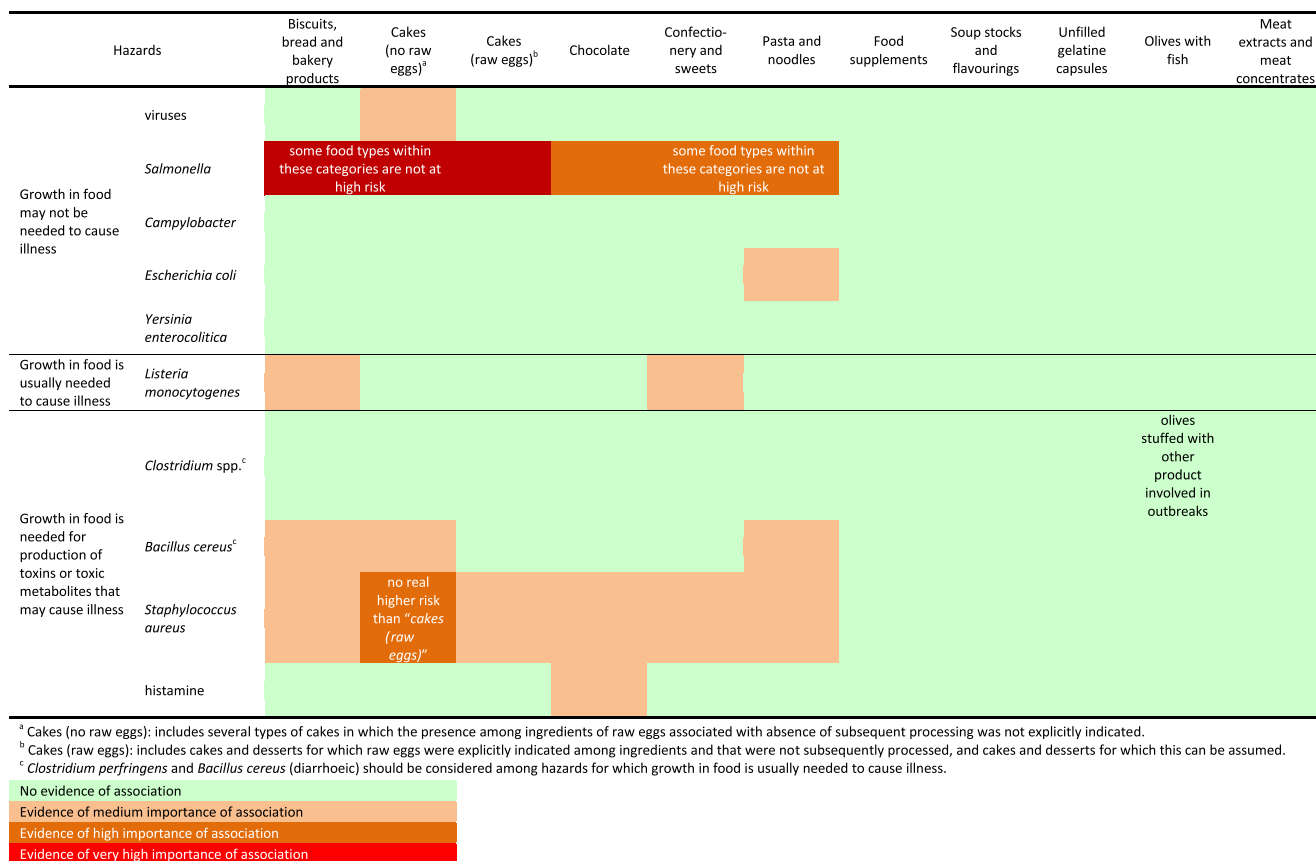 Hazards
Biscuits,
bread and
bakery
products
Cakes
(no raw
eggs)a
Cakes
(raw eggs)b
Chocolate
Confectio-
nery and
sweets
Pasta and
noodles
Food
supplements
Soup stocks
and
flavourings
Unfilled
gelatine
capsules
Olives with
fish
Meat
extracts and
meat
concentrates
Growth in food
may not be
needed to cause
illness
viruses
Salmonella
some food types within
these categories are not at
high risk
some food types within
these categories are not at
high risk
Campylobacter
Escherichia coli
Yersinia
enterocolitica
Growth in food is
usually needed
to cause illness
Listeria
monocytogenes
Growth in food is
needed for
production of
toxins or toxic
metabolites that
may cause illness
Clostridium spp.c
olives
stuffed with
other
product
involved in
outbreaks
Bacillus cereusc
Staphylococcus
aureus
no real
higher risk
than “cakes
(raw
eggs)”
histamine
a Cakes (no raw eggs): includes several types of cakes in which the presence among ingredients of raw eggs associated with absence of subsequent processing was not explicitly indicated.
b Cakes (raw eggs): includes cakes and desserts for which raw eggs were explicitly indicated among ingredients and that were not subsequently processed, and cakes and desserts for which this can be assumed.
c Clostridium perfringens and Bacillus cereus (diarrhoeic) should be considered among hazards for which growth in food is usually needed to cause illness.
No evidence of association
Evidence of medium importance of association
Evidence of high importance of association
Evidence of very high importance of association